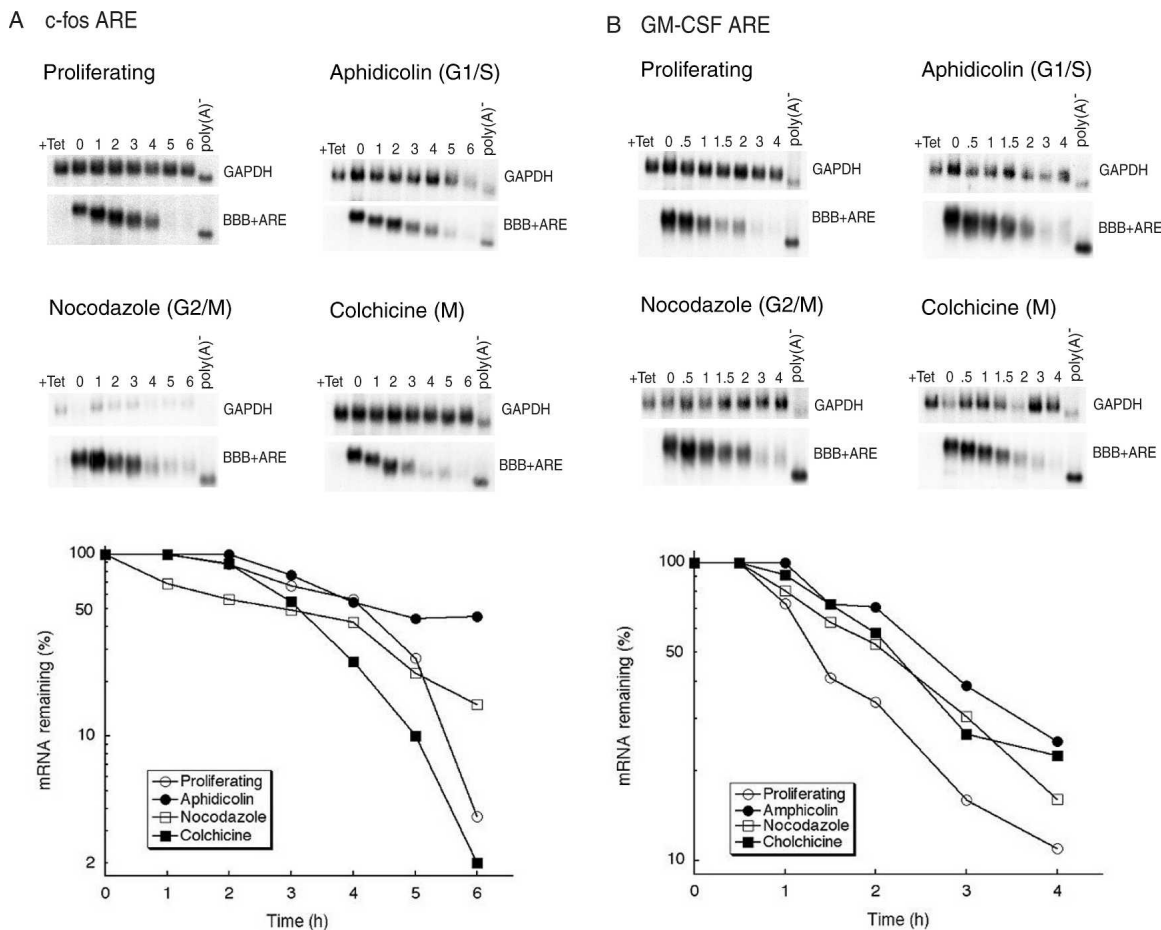 A c-fos ARE
Proliferating
+Tet 0 1 2 3 4 5 6 poly(A)-
GAPDH
BBB+ARE
Aphidicolin (G1/S)
+Tet 0 1 2 3 4 5 6 poly(A)-
GAPDH
BBB+ARE
Nocodazole (G2/M)
+Tet 0 1 2 3 4 5 6 poly(A)-
GAPDH
BBB+ARE
Colchicine (M)
+Tet 0 1 2 3 4 5 6 poly(A)-
GAPDH
BBB+ARE
mRNA remaining (%)
100
50
10
2
Proliferating
Aphidicolin
Nocodazole
Colchicine
0 1 2 3 4 5 6
Time (h)
B GM-CSF ARE
Proliferating
+Tet 0 .5 1 1.5 2 3 4 poly(A)-
GAPDH
BBB+ARE
Aphidicolin (G1/S)
+Tet 0 .5 1 1.5 2 3 4 poly(A)-
GAPDH
BBB+ARE
Nocodazole (G2/M)
+Tet 0 .5 1 1.5 2 3 4 poly(A)-
GAPDH
BBB+ARE
Colchicine (M)
+Tet 0 .5 1 1.5 2 3 4 poly(A)-
GAPDH
BBB+ARE
mRNA remaining (%)
100
50
10
Proliferating
Amphicolin
Nocodazole
Cholchicine
0 1 2 3 4
Time (h)